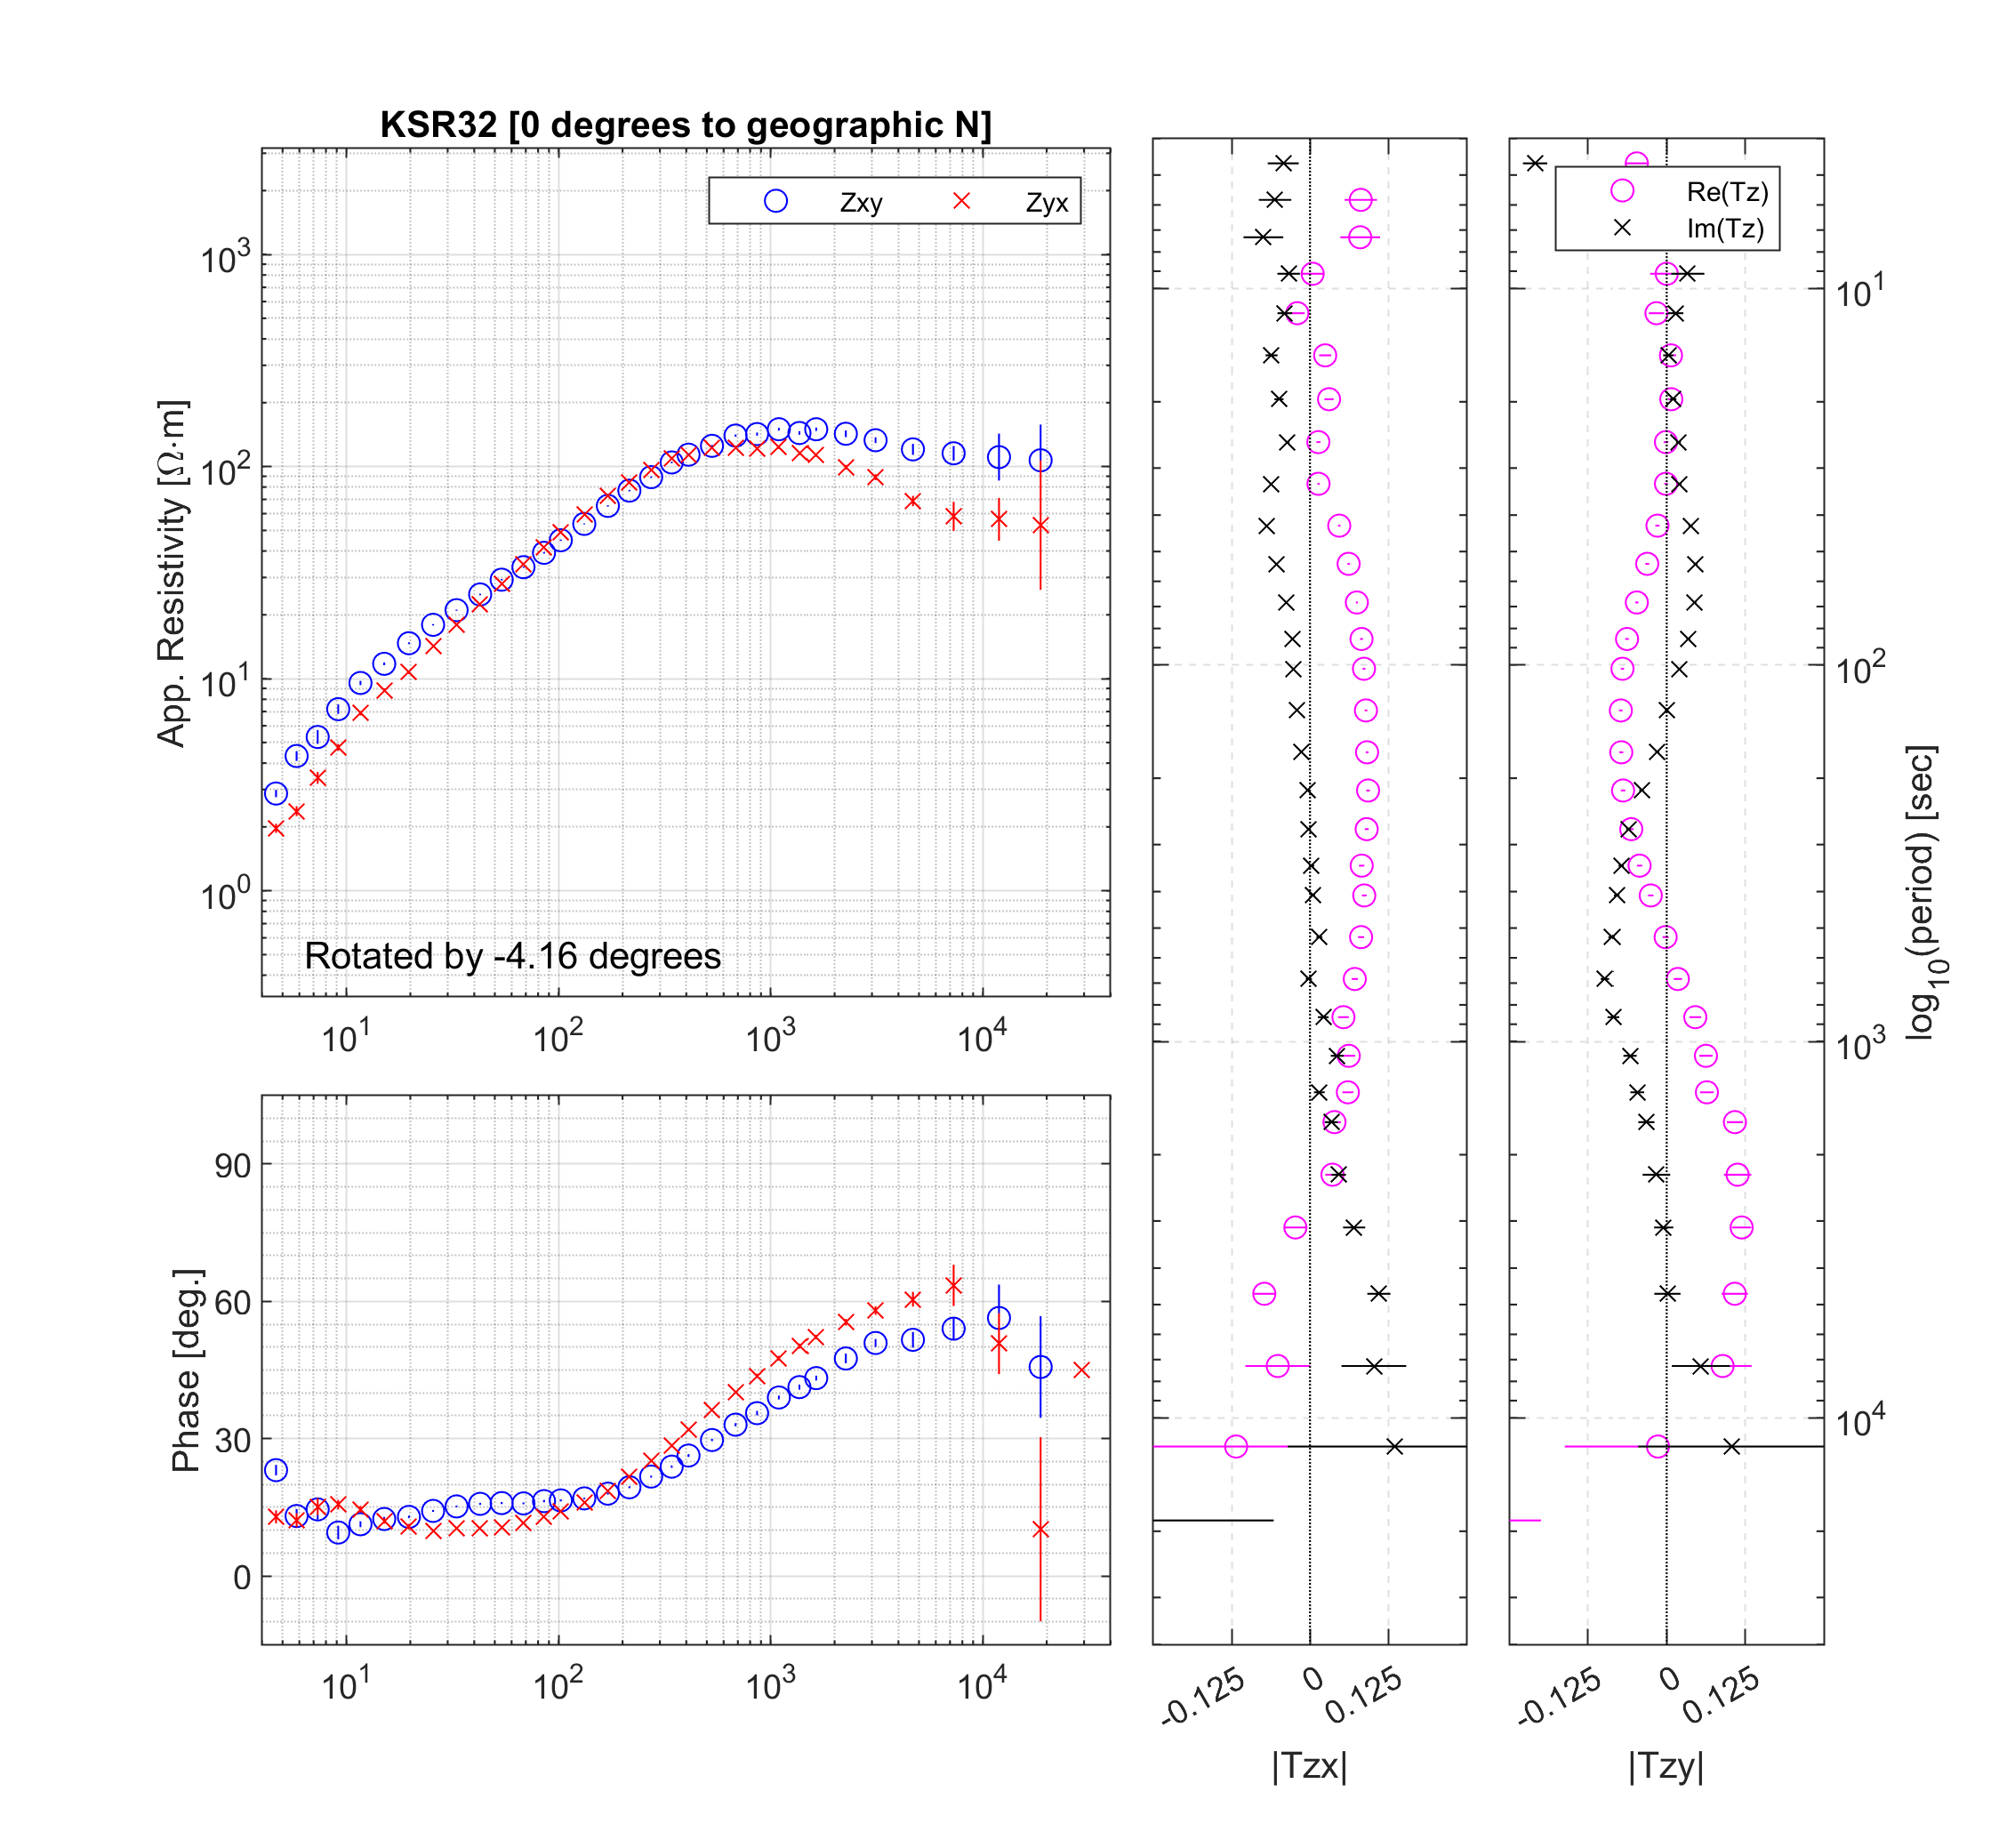 KSR32 [0 degrees to geographic N]
Zxy Zyx
App. Resistivity [Ω·m]
10^3
10^2
10^1
10^0
Rotated by -4.16 degrees
10^1 10^2 10^3 10^4
Phase [deg.]
90
60
30
0
10^1 10^2 10^3 10^4
-0.125 0 0.125
|Tzx|
Re(Tz)
Im(Tz)
-0.125 0 0.125
|Tzy|
10^1
10^2
10^3
10^4
log10(period) [sec]